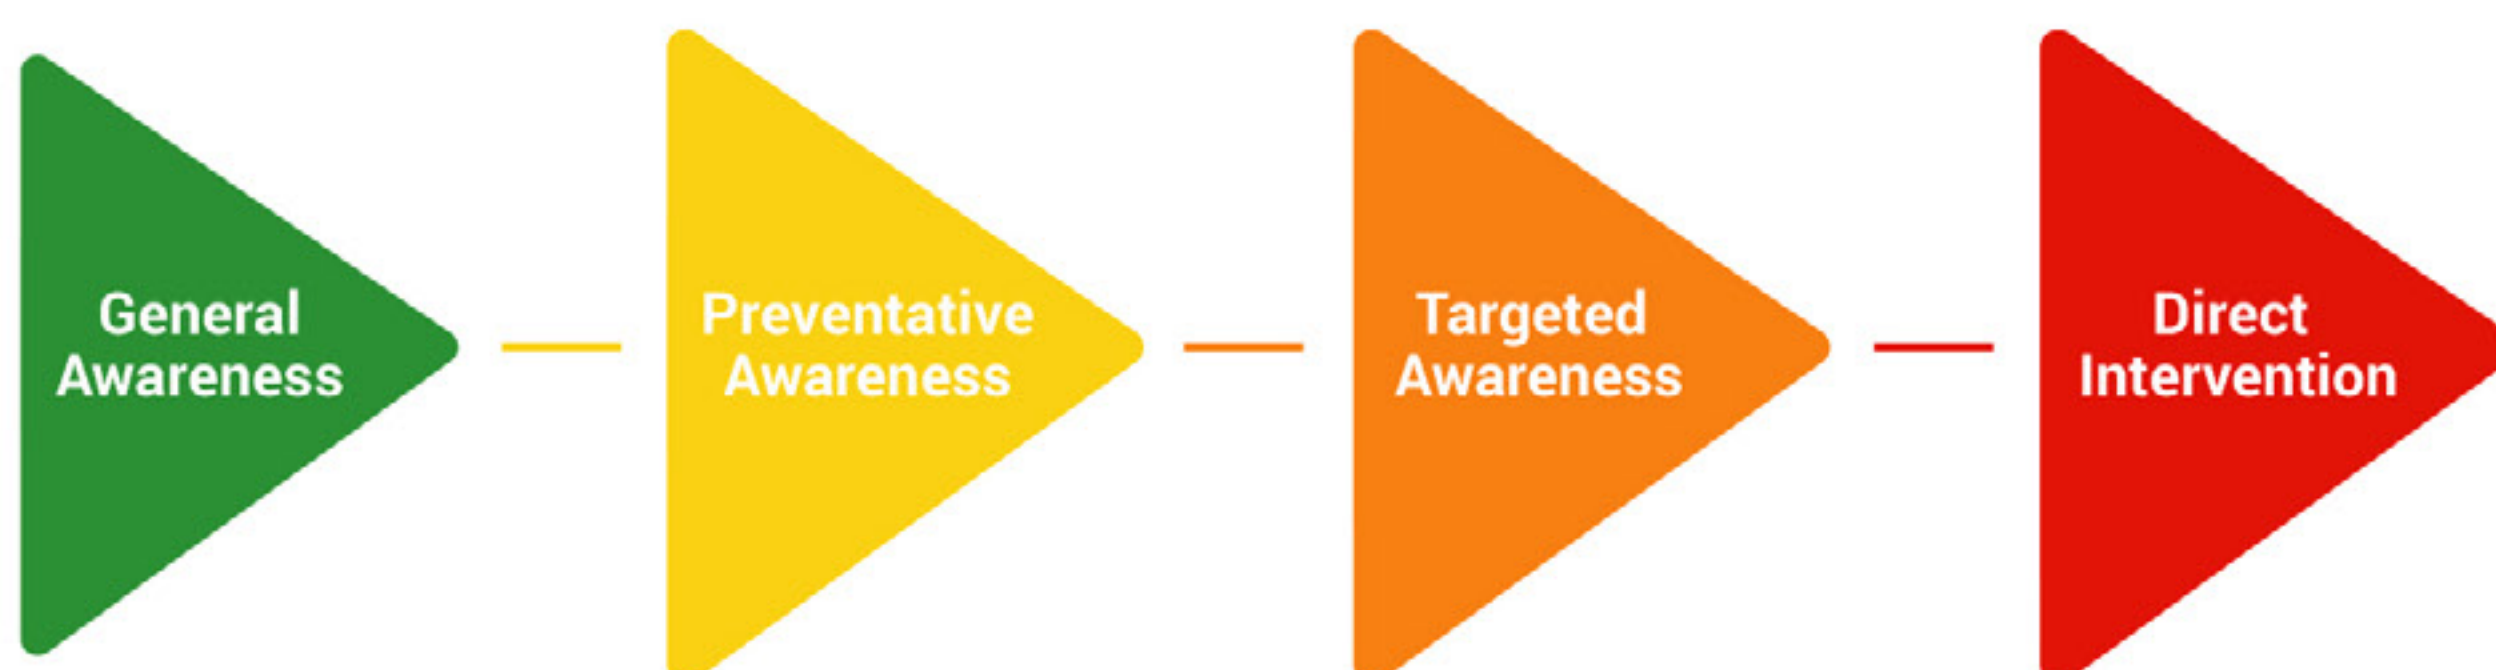 General
Awareness
Preventative
Awareness
Targeted
Awareness
Direct
Intervention